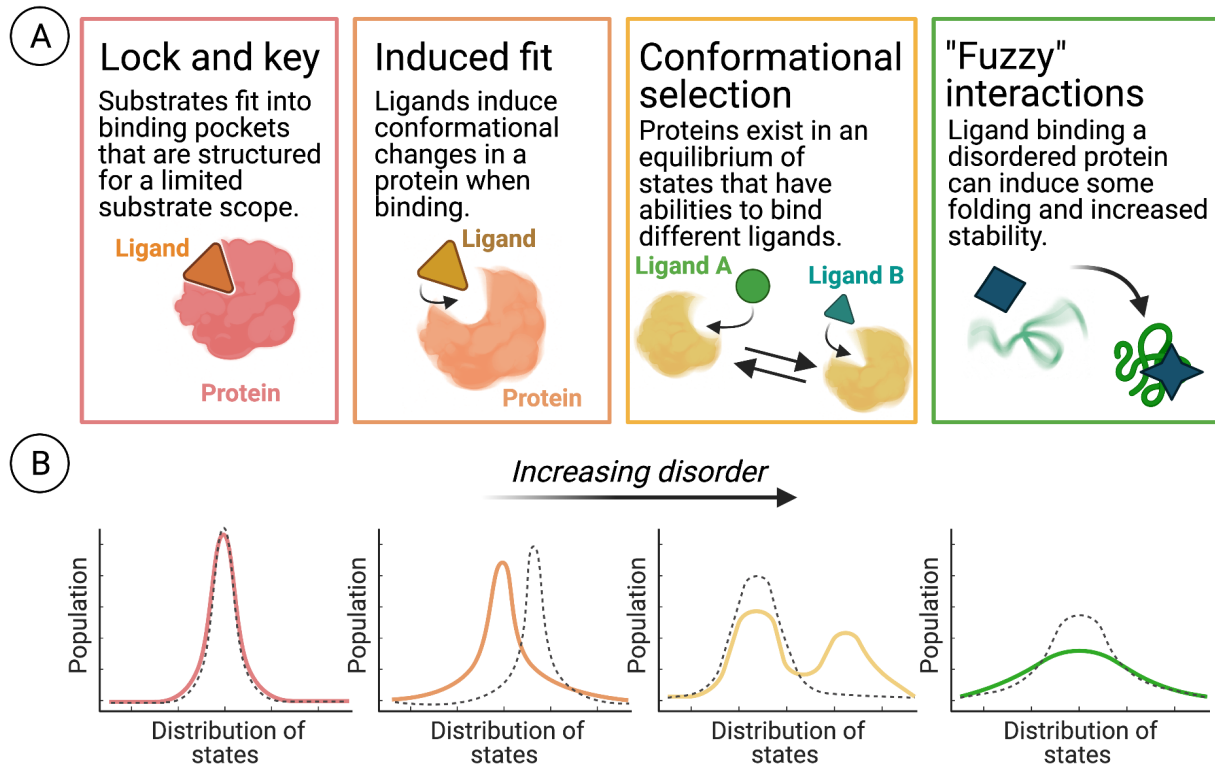 A
Lock and key
Substrates fit into
binding pockets
that are structured
for a limited
substrate scope.
Ligand
Protein
Induced fit
Ligands induce
conformational
changes in a
protein when
binding.
Ligand
Protein
Conformational
selection
Proteins exist in an
equilibrium of
states that have
abilities to bind
different ligands.
Ligand A
Ligand B
"Fuzzy"
interactions
Ligand binding a
disordered protein
can induce some
folding and increased
stability.
B
Increasing disorder
Population
Distribution of
states
Population
Distribution of
states
Population
Distribution of
states
Population
Distribution of
states